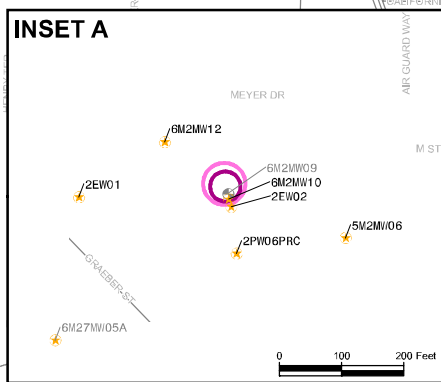 CALIFORNI
INSET A
AIR GUARD WAY
MEYER DR
6M2MW12
M ST
6M2MW09
6M2MW10
2EW01
2EW02
5M2MW06
2PW06PRC
GRAEBER ST
6M27MW05A
0 100 200 Feet